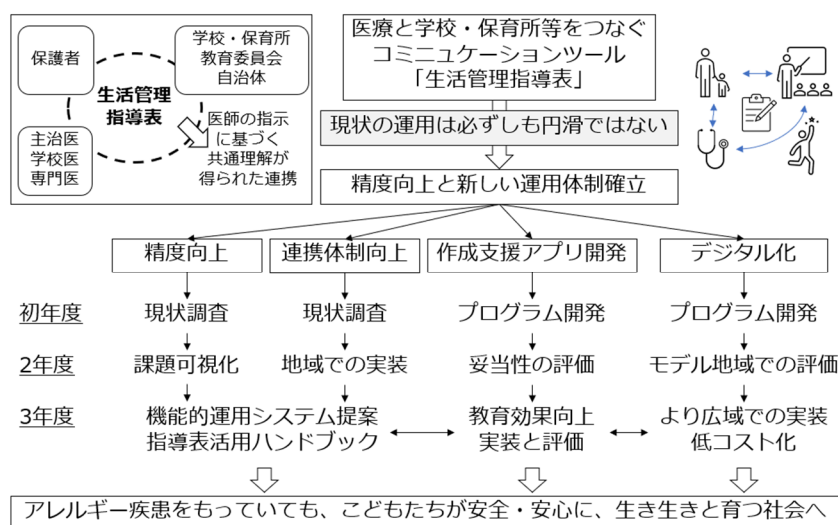 保護者
学校・保育所
教育委員会
自治体
生活管理
指導表
主治医
学校医
専門医
医師の指示
に基づく
共通理解が
得られた連携
医療と学校・保育所等をつなぐ
コミニュケーションツール
「生活管理指導表」
現状の運用は必ずしも円滑ではない
精度向上と新しい運用体制確立
精度向上 連携体制向上 作成支援アプリ開発 デジタル化
初年度 現状調査 現状調査 プログラム開発 プログラム開発
2年度 課題可視化 地域での実装 妥当性の評価 モデル地域での評価
3年度 機能的運用システム提案 教育効果向上 より広域での実装
指導表活用ハンドブック 実装と評価 低コスト化
アレルギー疾患をもっていても、こどもたちが安全・安心に、生き生きと育つ社会へ